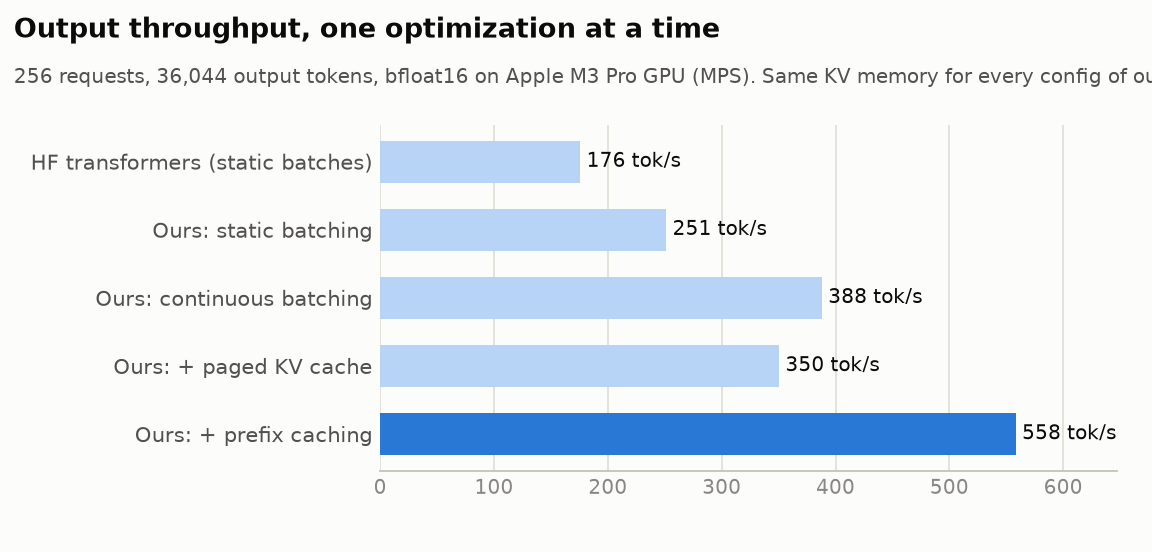 Output throughput, one optimization at a time
256 requests, 36,044 output tokens, bfloat16 on Apple M3 Pro GPU (MPS). Same KV memory for every config of
HF transformers (static batches)
176 tok/s
Ours: static batching
251 tok/s
Ours: continuous batching
388 tok/s
Ours: + paged KV cache
350 tok/s
Ours: + prefix caching
558 tok/s
0 100 200 300 400 500 600